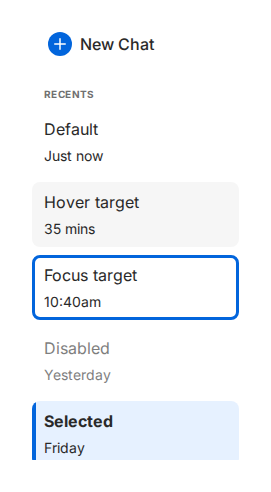 New Chat
RECENTS
Default
Just now
Hover target
35 mins
Focus target
10:40am
Disabled
Yesterday
Selected
Friday